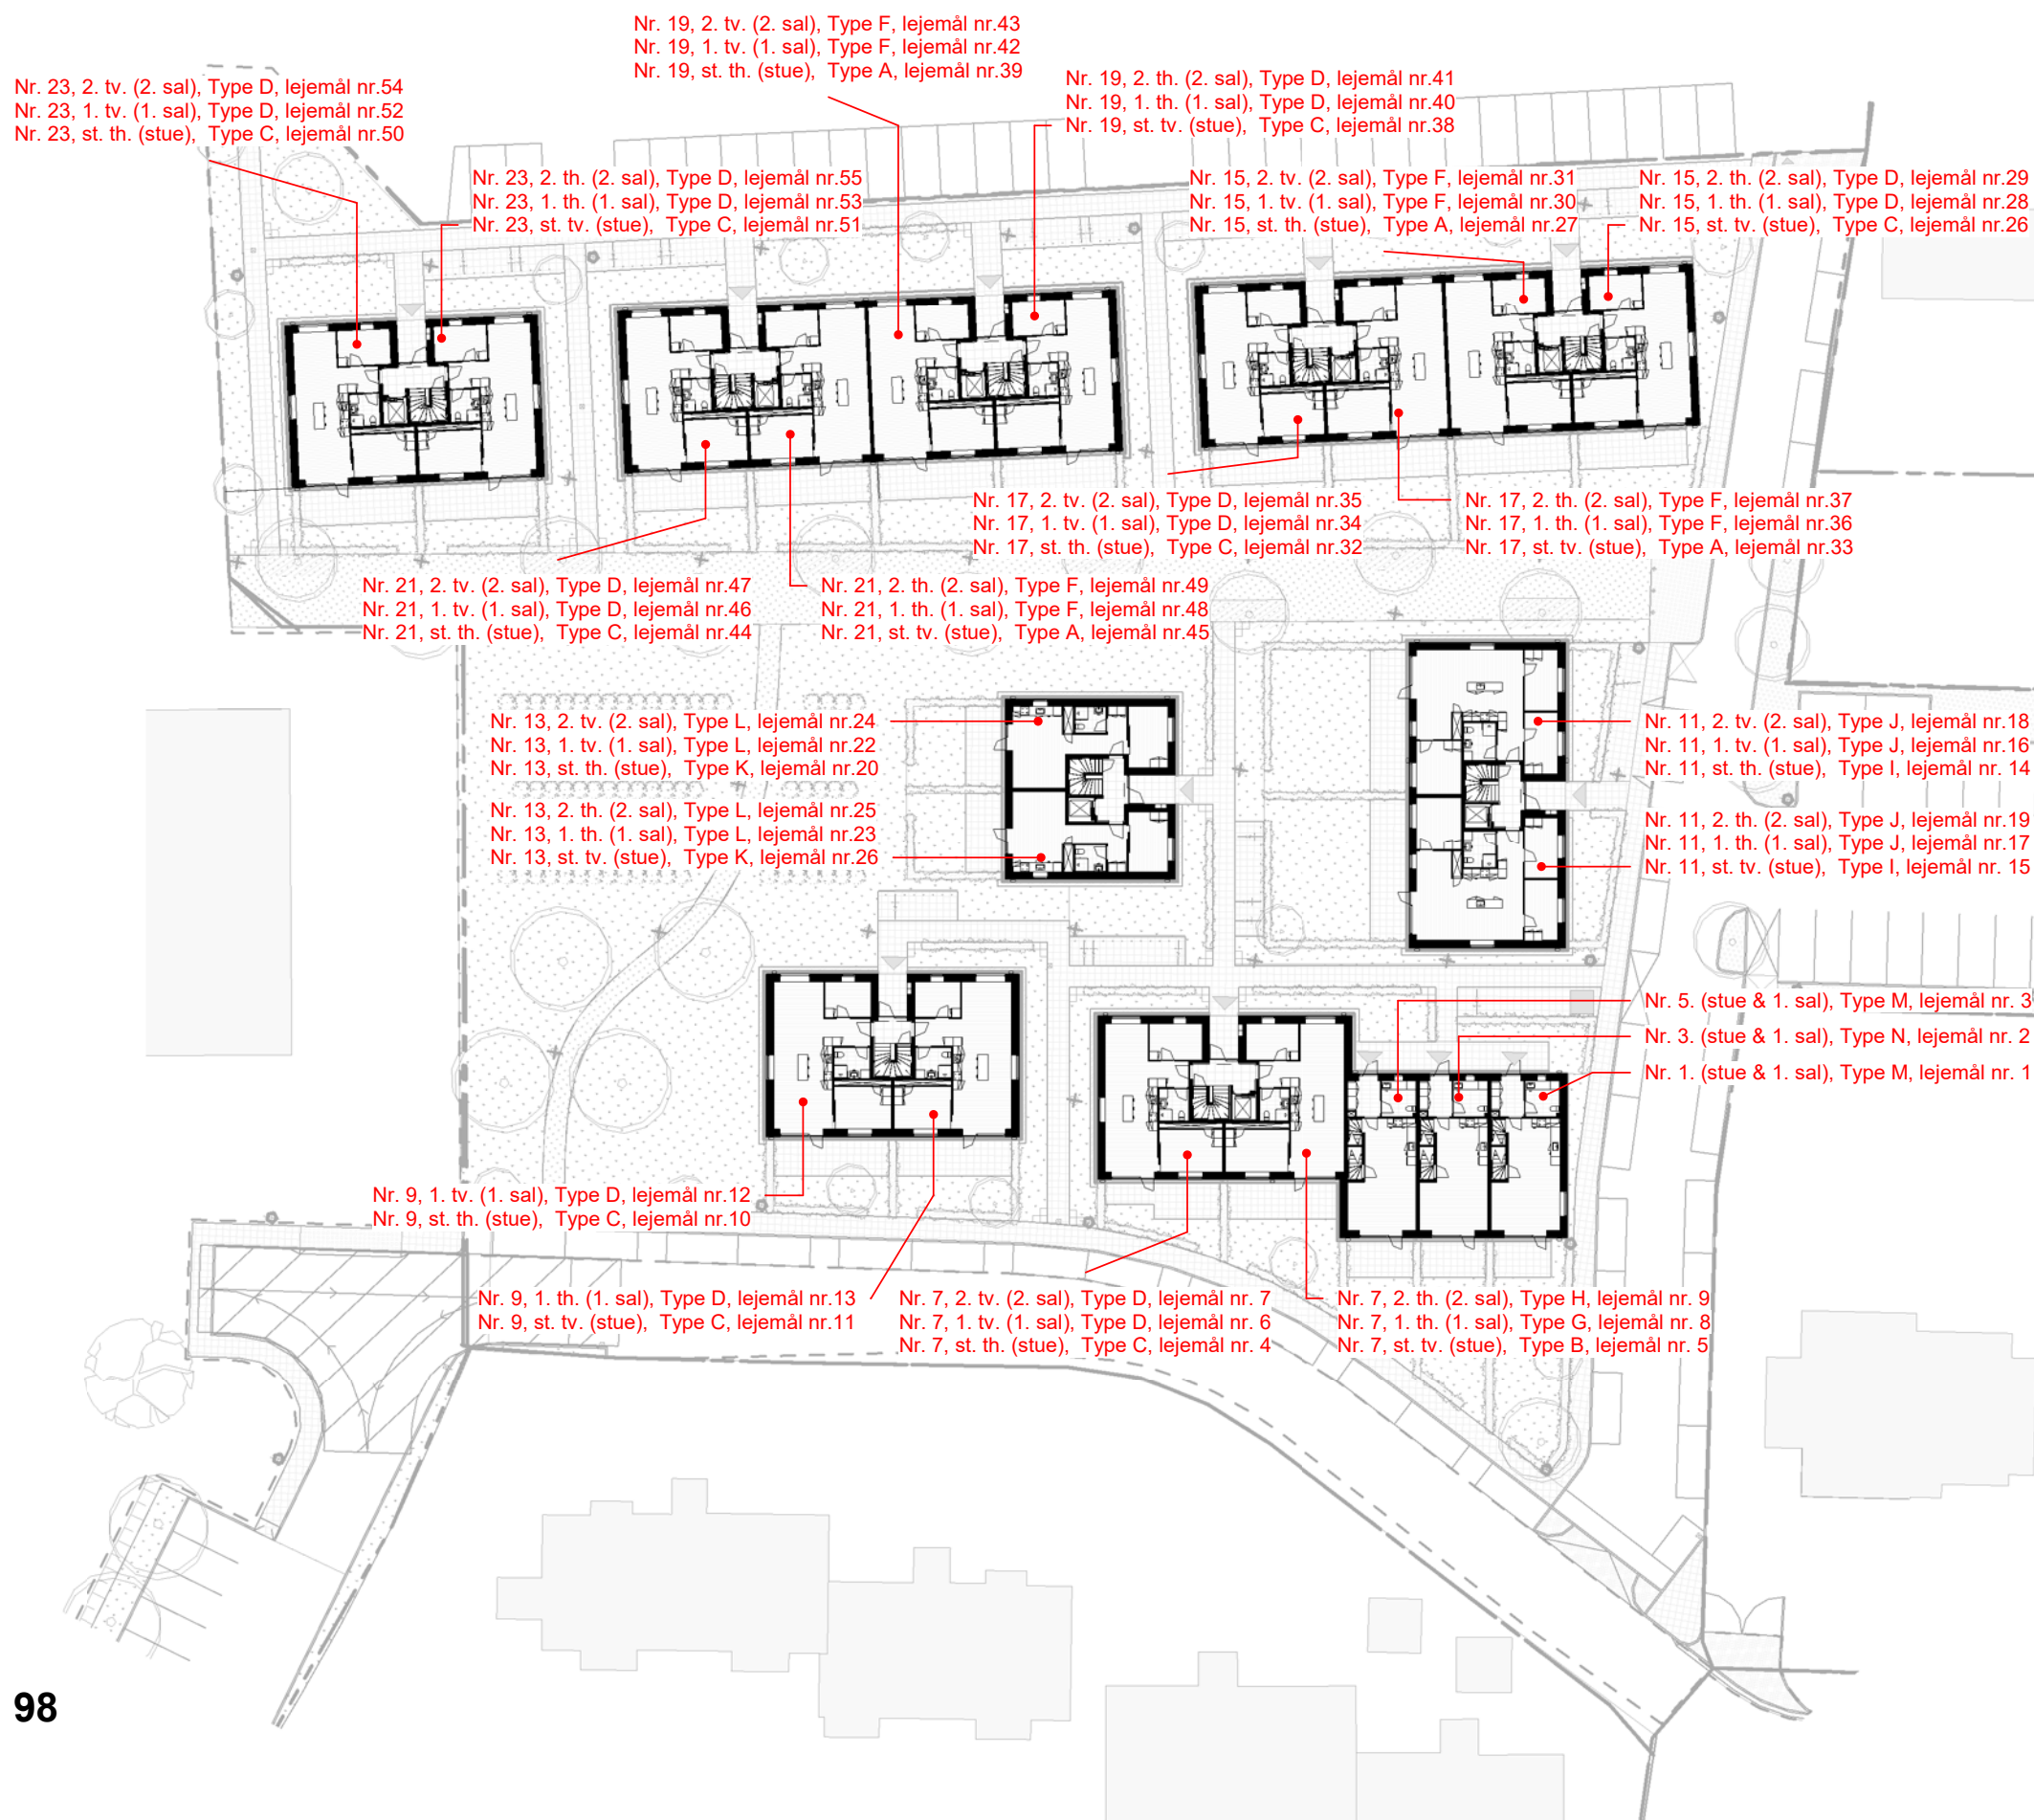 Nr. 19, 2. tv. (2. sal), Type F, lejemål nr.43
Nr. 19, 1. tv. (1. sal), Type F, lejemål nr.42
Nr. 19, st. th. (stue), Type A, lejemål nr.39
Nr. 19, 2. th. (2. sal), Type D, lejemål nr.41
Nr. 19, 1. th. (1. sal), Type D, lejemål nr.40
Nr. 19, st. tv. (stue), Type C, lejemål nr.38
Nr. 23, 2. tv. (2. sal), Type D, lejemål nr.54
Nr. 23, 1. tv. (1. sal), Type D, lejemål nr.52
Nr. 23, st. th. (stue), Type C, lejemål nr.50
Nr. 23, 2. th. (2. sal), Type D, lejemål nr.55
Nr. 23, 1. th. (1. sal), Type D, lejemål nr.53
Nr. 23, st. tv. (stue), Type C, lejemål nr.51
Nr. 15, 2. tv. (2. sal), Type F, lejemål nr.31
Nr. 15, 1. tv. (1. sal), Type F, lejemål nr.30
Nr. 15, st. th. (stue), Type A, lejemål nr.27
Nr. 15, 2. th. (2. sal), Type D, lejemål nr.29
Nr. 15, 1. th. (1. sal), Type D, lejemål nr.28
Nr. 15, st. tv. (stue), Type C, lejemål nr.26
Nr. 17, 2. tv. (2. sal), Type D, lejemål nr.35
Nr. 17, 1. tv. (1. sal), Type D, lejemål nr.34
Nr. 17, st. th. (stue), Type C, lejemål nr.32
Nr. 17, 2. th. (2. sal), Type F, lejemål nr.37
Nr. 17, 1. th. (1. sal), Type F, lejemål nr.36
Nr. 17, st. tv. (stue), Type A, lejemål nr.33
Nr. 21, 2. tv. (2. sal), Type D, lejemål nr.47
Nr. 21, 1. tv. (1. sal), Type D, lejemål nr.46
Nr. 21, st. th. (stue), Type C, lejemål nr.44
Nr. 21, 2. th. (2. sal), Type F, lejemål nr.49
Nr. 21, 1. th. (1. sal), Type F, lejemål nr.48
Nr. 21, st. tv. (stue), Type A, lejemål nr.45
Nr. 13, 2. tv. (2. sal), Type L, lejemål nr.24
Nr. 13, 1. tv. (1. sal), Type L, lejemål nr.22
Nr. 13, st. th. (stue), Type K, lejemål nr.20
Nr. 13, 2. th. (2. sal), Type L, lejemål nr.25
Nr. 13, 1. th. (1. sal), Type L, lejemål nr.23
Nr. 13, st. tv. (stue), Type K, lejemål nr.26
Nr. 11, 2. tv. (2. sal), Type J, lejemål nr.18
Nr. 11, 1. tv. (1. sal), Type J, lejemål nr.16
Nr. 11, st. th. (stue), Type I, lejemål nr. 14
Nr. 11, 2. th. (2. sal), Type J, lejemål nr.19
Nr. 11, 1. th. (1. sal), Type J, lejemål nr.17
Nr. 11, st. tv. (stue), Type I, lejemål nr. 15
Nr. 5. (stue & 1. sal), Type M, lejemål nr. 3
Nr. 3. (stue & 1. sal), Type N, lejemål nr. 2
Nr. 1. (stue & 1. sal), Type M, lejemål nr. 1
Nr. 9, 1. tv. (1. sal), Type D, lejemål nr.12
Nr. 9, st. th. (stue), Type C, lejemål nr.10
Nr. 9, 1. th. (1. sal), Type D, lejemål nr.13
Nr. 9, st. tv. (stue), Type C, lejemål nr.11
Nr. 7, 2. tv. (2. sal), Type D, lejemål nr. 7
Nr. 7, 1. tv. (1. sal), Type D, lejemål nr. 6
Nr. 7, st. th. (stue), Type C, lejemål nr. 4
Nr. 7, 2. th. (2. sal), Type H, lejemål nr. 9
Nr. 7, 1. th. (1. sal), Type G, lejemål nr. 8
Nr. 7, st. tv. (stue), Type B, lejemål nr. 5
98